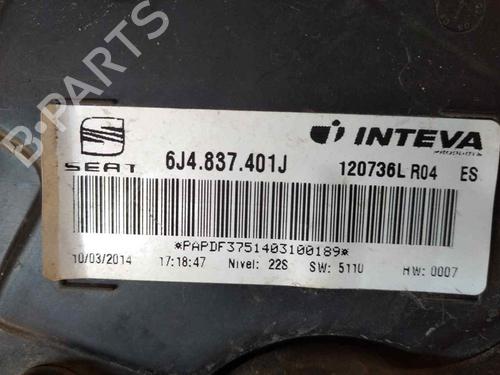 B-PARTS
SEAT
INTEVA
PRODUCTS
6J4.837.401J
120736L R04 ES
*PAPDF3751403100189*
10/03/2014 17:18:47 Nivel: 22S SW: 5110 HW: 0007